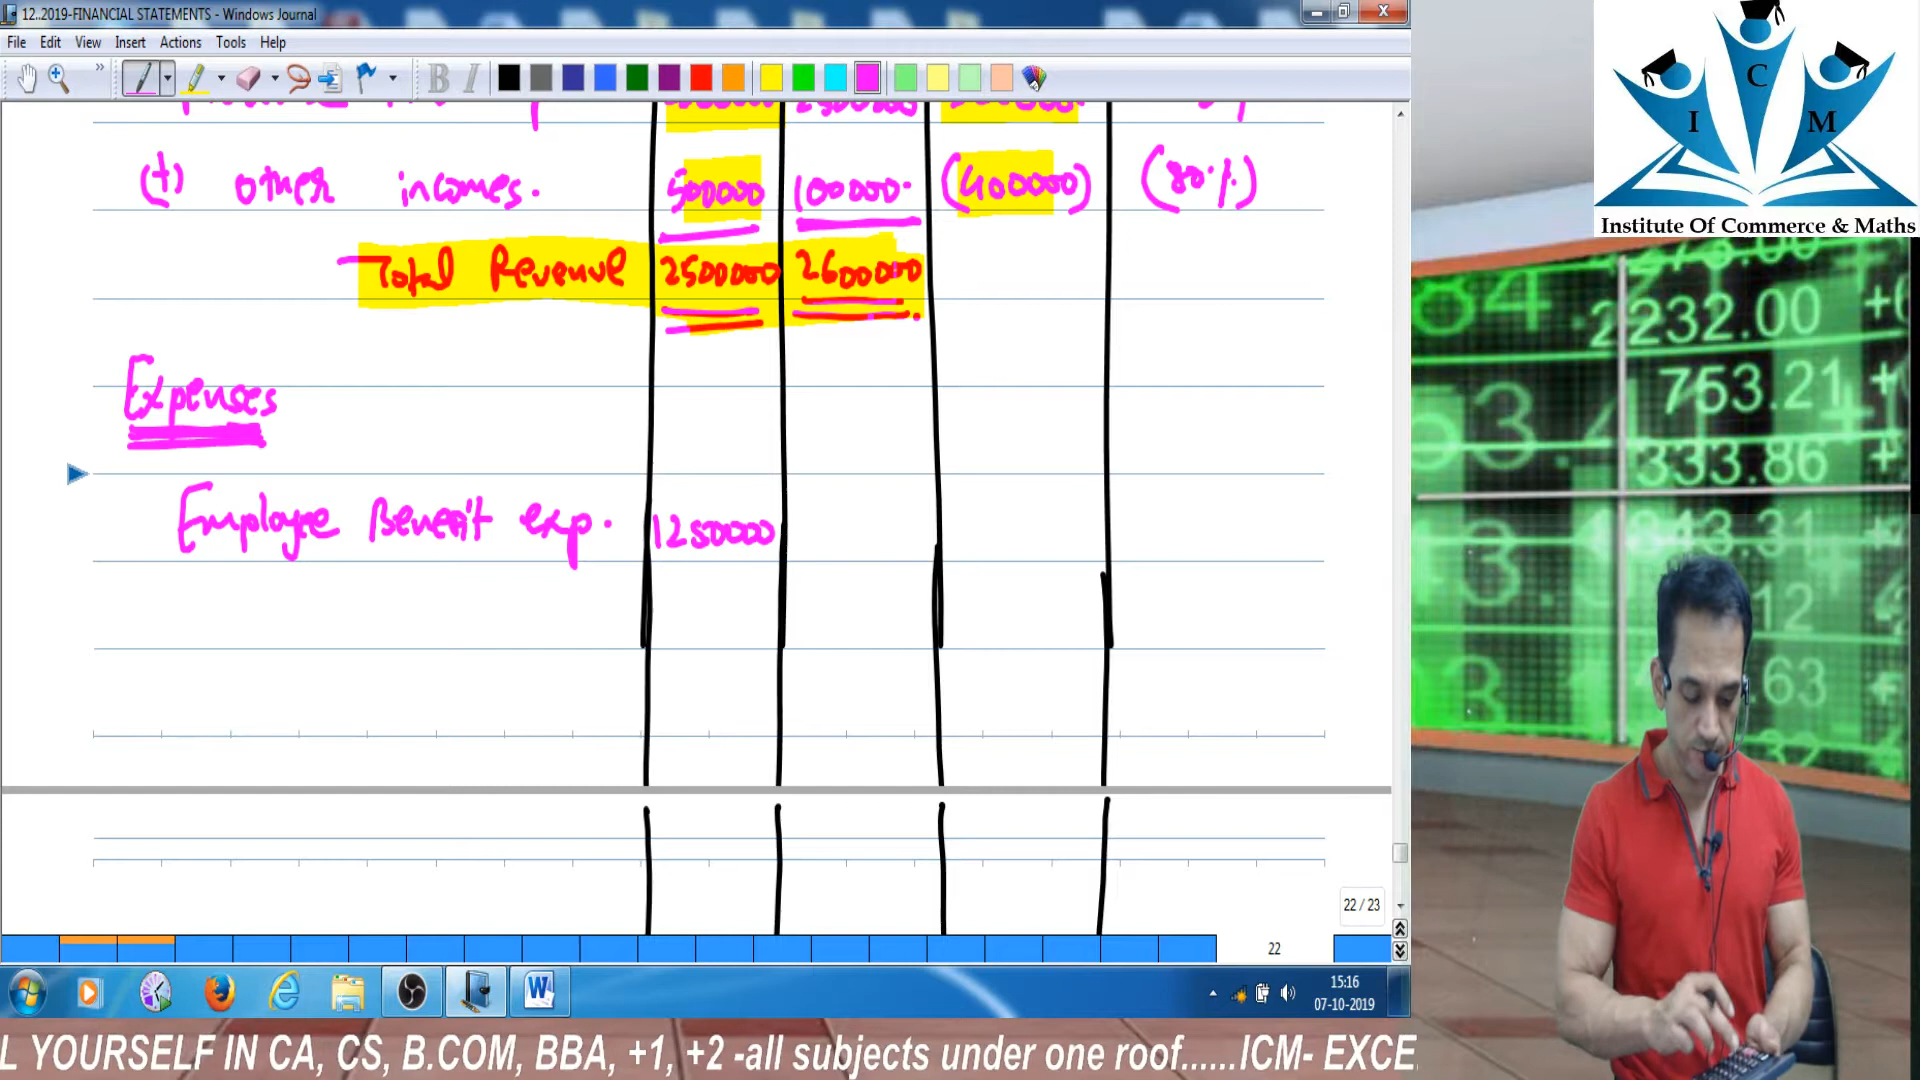 12..2019-FINANCIAL STATEMENTS - Windows Journal
File Edit View Insert Actions Tools Help
B I
(+) other incomes. 500000 100000. (400000) (80%)
Total Revenue 2500000 2600000
Expenses
Employee Benefit exp. 1250000
22 / 23
22
15:16
07-10-2019
I C M
Institute Of Commerce & Maths
2232.00
753.21
333.86
L YOURSELF IN CA, CS, B.COM, BBA, +1, +2 -all subjects under one roof......ICM- EXCE